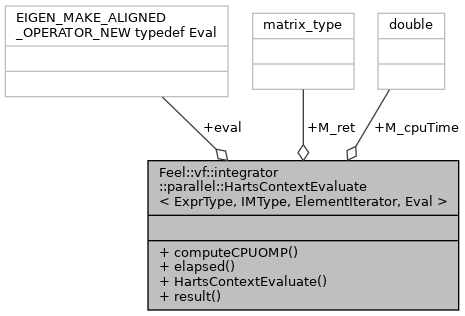 EIGEN_MAKE_ALIGNED
_OPERATOR_NEW typedef Eval
matrix_type
double
+eval
+M_ret
+M_cpuTime
Feel::vf::integrator
::parallel::HartsContextEvaluate
< ExprType, IMType, ElementIterator, Eval >
+ computeCPUOMP()
+ elapsed()
+ HartsContextEvaluate()
+ result()